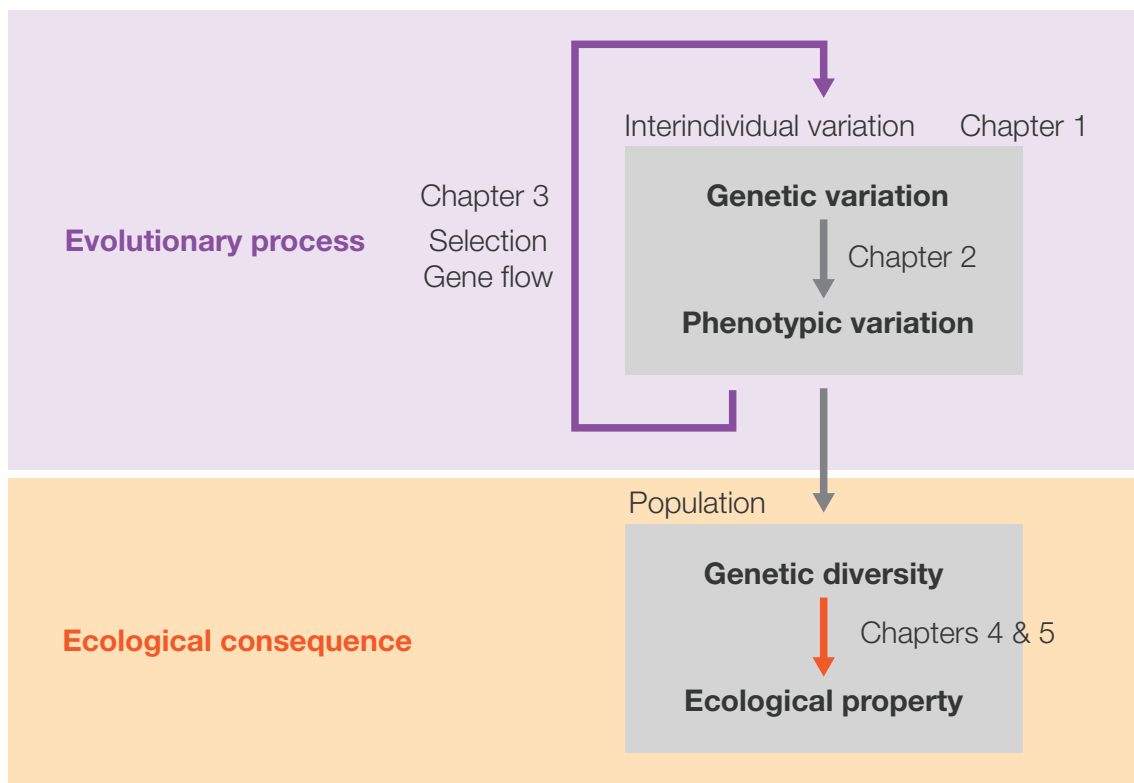 Interindividual variation Chapter 1
Genetic variation
Chapter 3
Evolutionary process
Selection
Gene flow
Chapter 2
Phenotypic variation
Population
Genetic diversity
Ecological consequence
Chapters 4 & 5
Ecological property